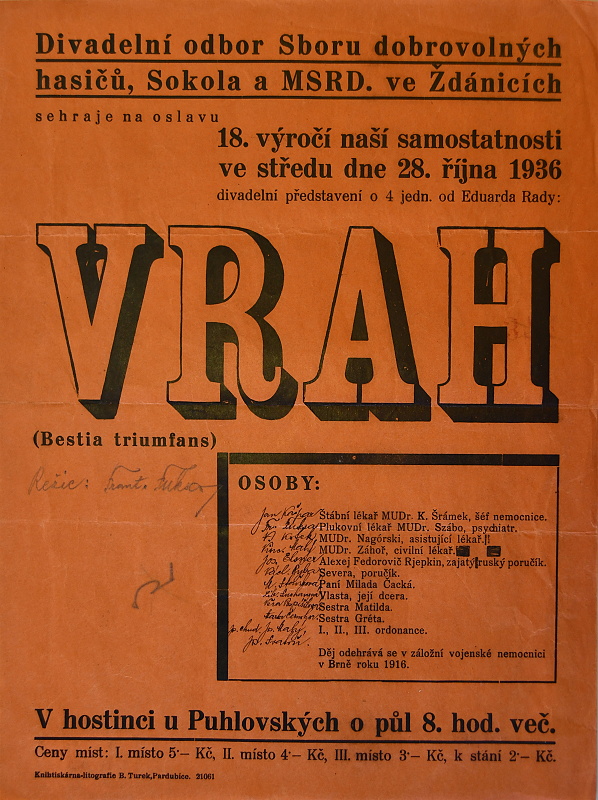 Divadelní odbor Sboru dobrovolných
hasičů, Sokola a MSRD. ve Ždánicích
sehraje na oslavu
18. výročí naší samostatnosti
ve středu dne 28. října 1936
divadelní představení o 4 jedn. od Eduarda Rady:
VRAH
(Bestia triumfans)
Režie: Frant.
OSOBY:
Štábní lékař MUDr. K. Šrámek, šéf nemocnice.
Plukovní lékař MUDr. Szábo, psychiatr.
MUDr. Nagórski, asistující lékař.
MUDr. Záhoř, civilní lékař.
Alexej Fedorovič Rjepkin, zajatý ruský poručík.
Severa, poručík.
Paní Milada Čacká.
Vlasta, její dcera.
Sestra Matilda.
Sestra Gréta.
I., II., III. ordonance.
Děj odehrává se v záložní vojenské nemocnici
v Brně roku 1916.
V hostinci u Puhlovských o půl 8. hod. več.
Ceny míst: I. místo 5·– Kč, II. místo 4·– Kč, III. místo 3·– Kč, k stání 2·– Kč.
Knihtiskárna-litografie B. Turek, Pardubice. 21061